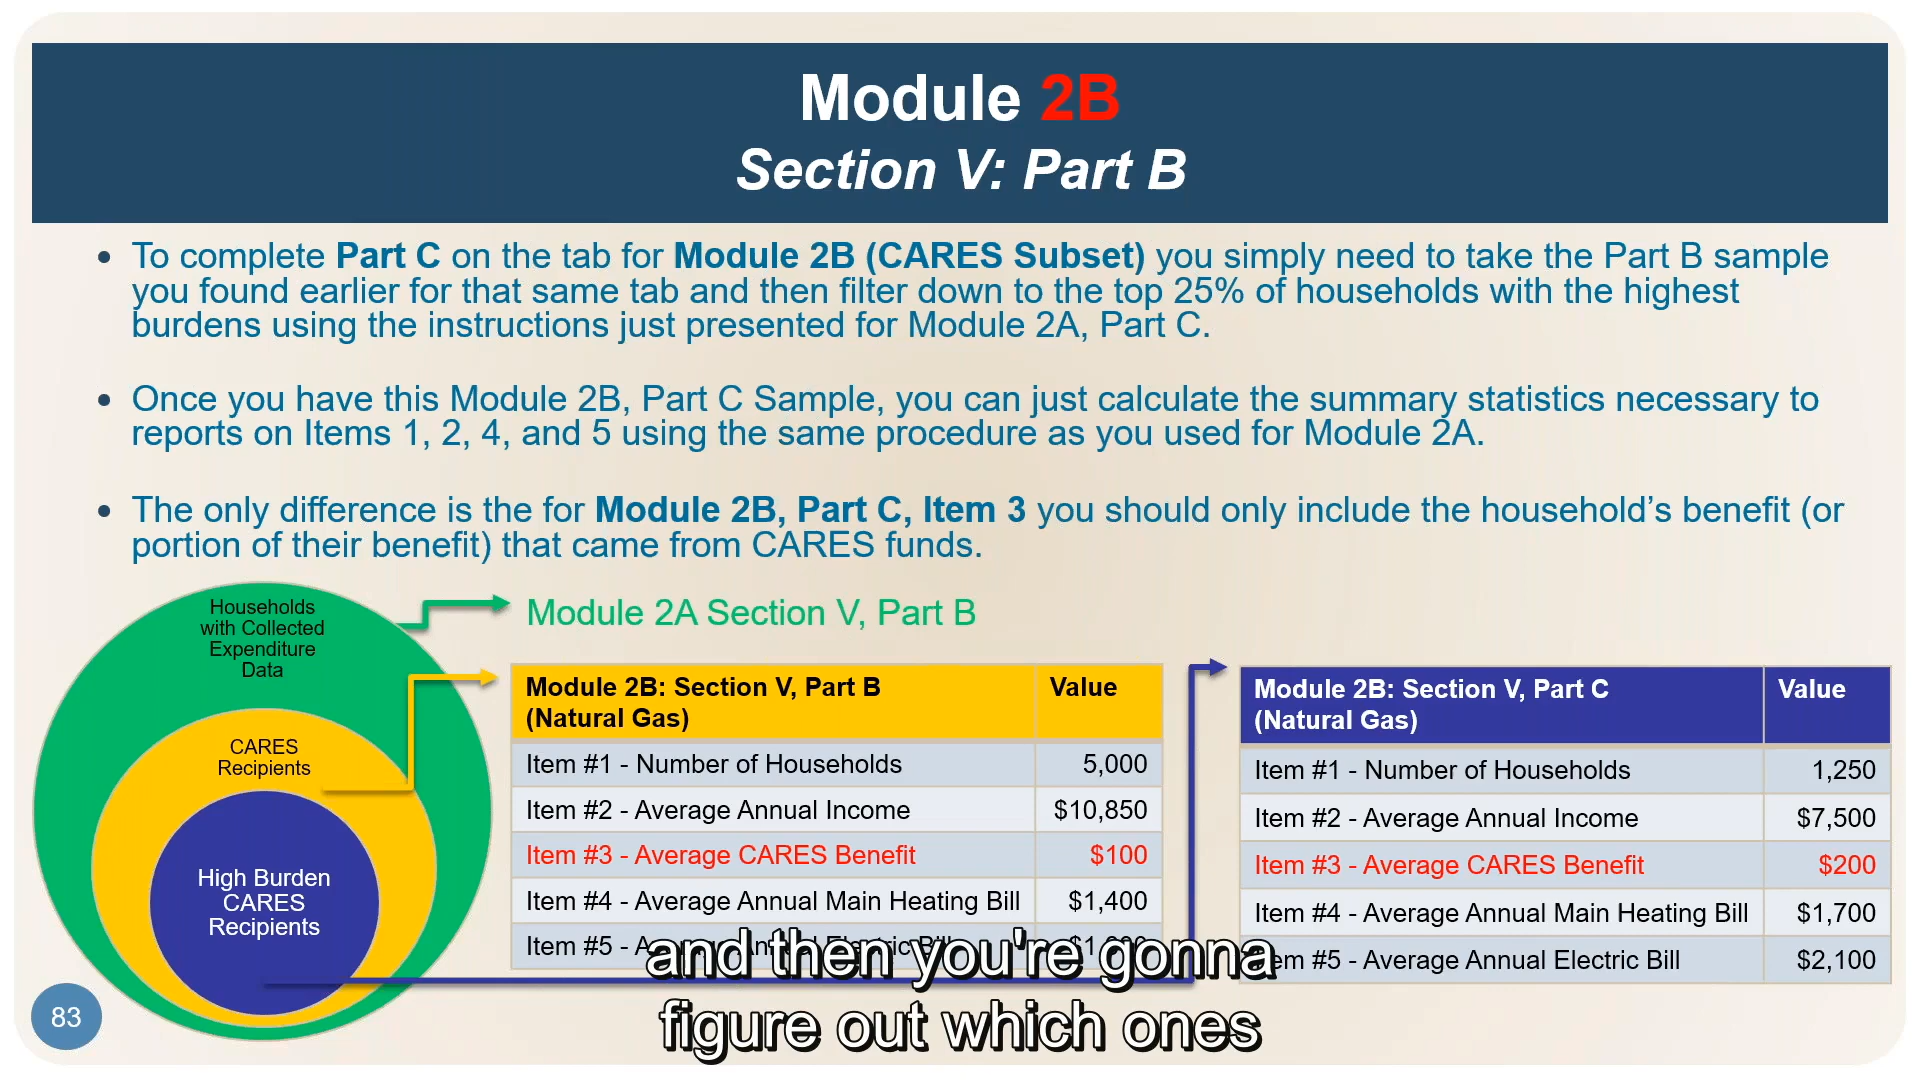 Module 2B
Section V: Part B
• To complete Part C on the tab for Module 2B (CARES Subset) you simply need to take the Part B sample
you found earlier for that same tab and then filter down to the top 25% of households with the highest
burdens using the instructions just presented for Module 2A, Part C.
• Once you have this Module 2B, Part C Sample, you can just calculate the summary statistics necessary to
reports on Items 1, 2, 4, and 5 using the same procedure as you used for Module 2A.
• The only difference is the for Module 2B, Part C, Item 3 you should only include the household’s benefit (or
portion of their benefit) that came from CARES funds.
Households
with Collected
Expenditure
Data
CARES
Recipients
High Burden
CARES
Recipients
Module 2A Section V, Part B
Module 2B: Section V, Part B Value
(Natural Gas)
Item #1 - Number of Households 5,000
Item #2 - Average Annual Income $10,850
Item #3 - Average CARES Benefit $100
Item #4 - Average Annual Main Heating Bill $1,400
Item #5 - Average Annual Electric Bill
Module 2B: Section V, Part C Value
(Natural Gas)
Item #1 - Number of Households 1,250
Item #2 - Average Annual Income $7,500
Item #3 - Average CARES Benefit $200
Item #4 - Average Annual Main Heating Bill $1,700
Item #5 - Average Annual Electric Bill $2,100
and then you're gonna
figure out which ones
83